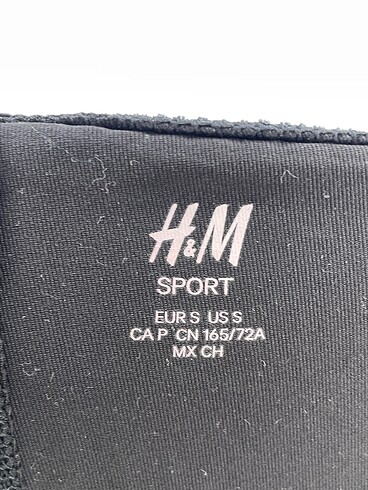 H&M
SPORT
EUR S US S
CA P CN 165/72A
MX CH